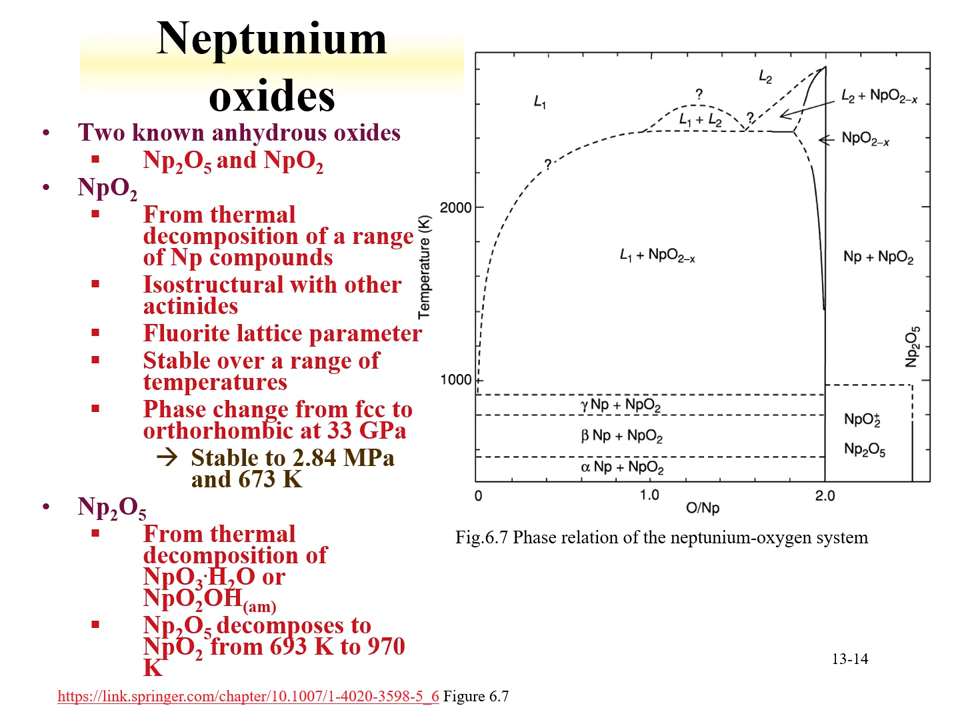 Neptunium
oxides
• Two known anhydrous oxides
▪ Np₂O₅ and NpO₂
• NpO₂
▪ From thermal
decomposition of a range
of Np compounds
▪ Isostructural with other
actinides
▪ Fluorite lattice parameter
▪ Stable over a range of
temperatures
▪ Phase change from fcc to
orthorhombic at 33 GPa
→ Stable to 2.84 MPa
and 673 K
• Np₂O₅
▪ From thermal
decomposition of
NpO₃·H₂O or
NpO₂OH(am)
▪ Np₂O₅ decomposes to
NpO₂ from 693 K to 970
K
L₁
L₂
?
L₁ + L₂
?
L₂ + NpO₂₋ₓ
NpO₂₋ₓ
?
2000
Temperature (K)
L₁ + NpO₂₋ₓ
Np + NpO₂
Np₂O₅
1000
γ Np + NpO₂
β Np + NpO₂
α Np + NpO₂
NpO₂⁺
Np₂O₅
0
1.0
2.0
O/Np
Fig.6.7 Phase relation of the neptunium-oxygen system
13-14
https://link.springer.com/chapter/10.1007/1-4020-3598-5_6 Figure 6.7